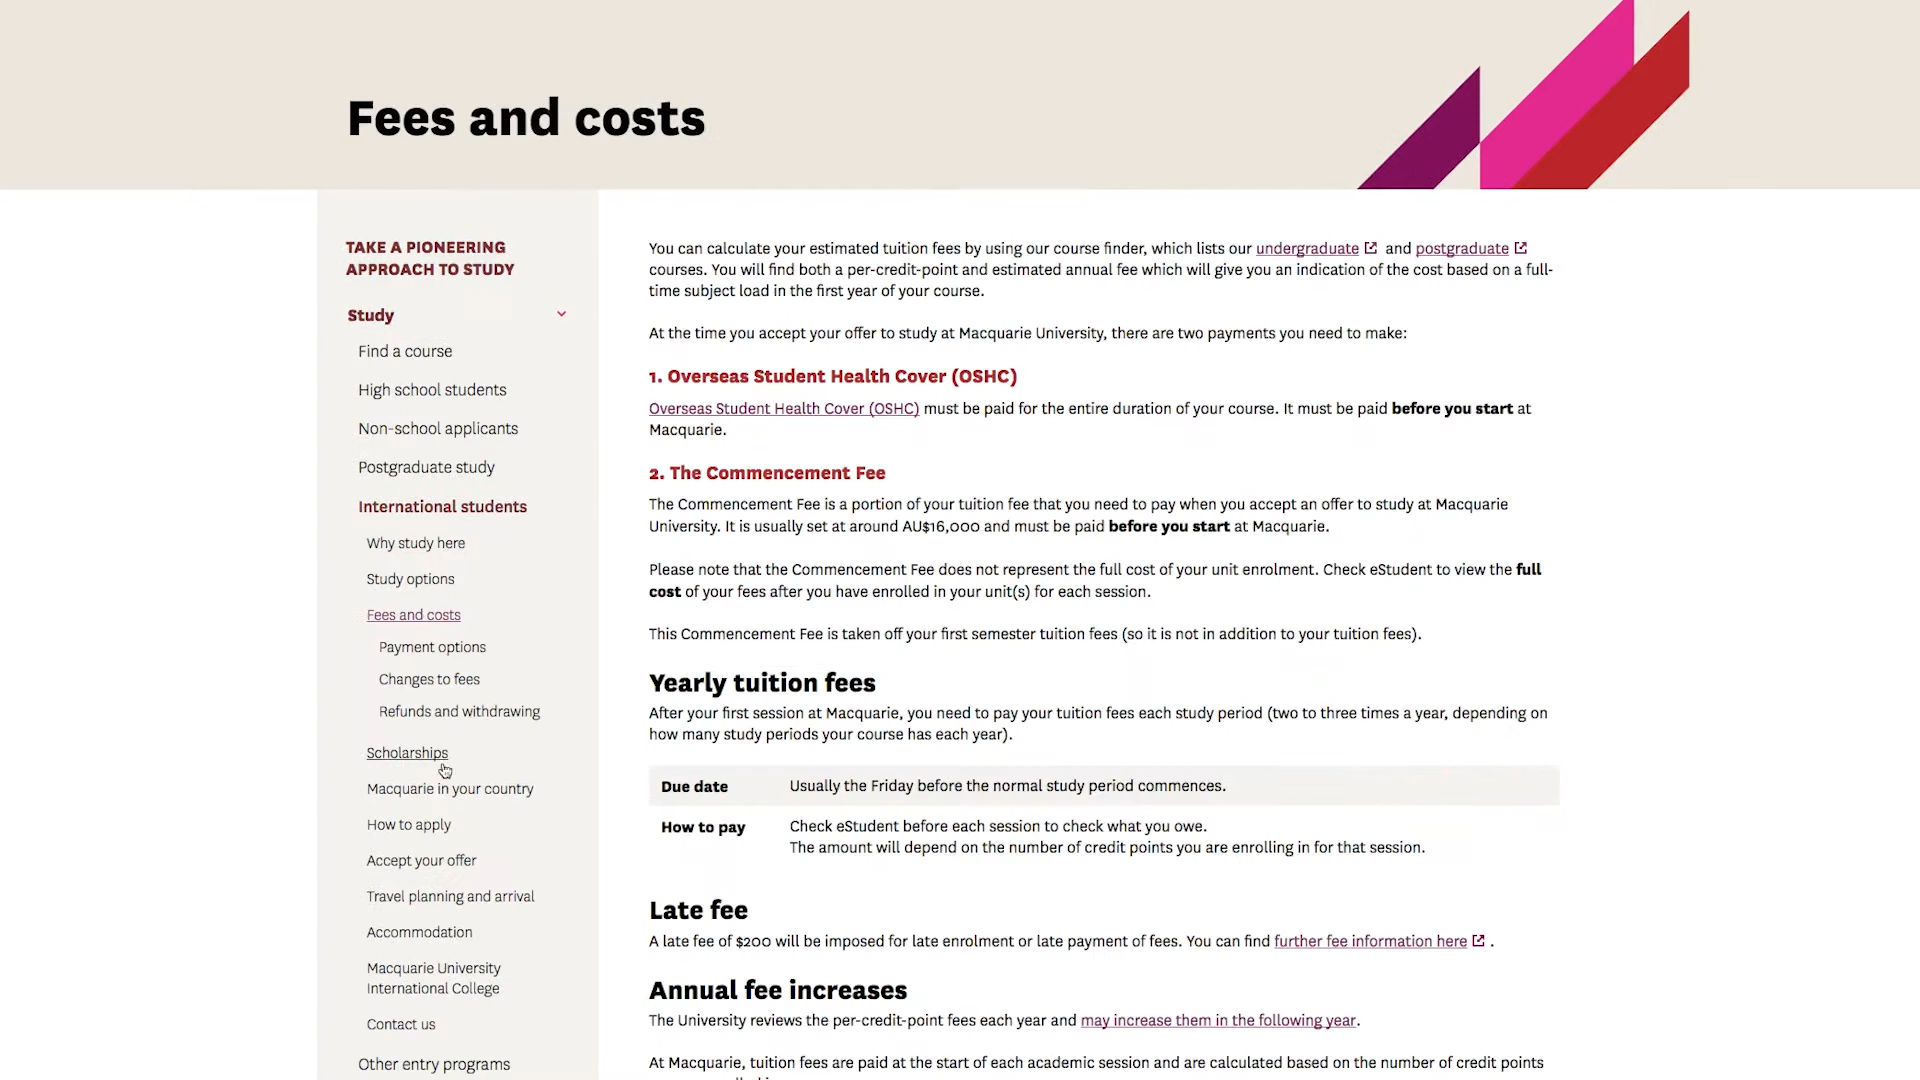 Fees and costs
TAKE A PIONEERING
APPROACH TO STUDY
Study
Find a course
High school students
Non-school applicants
Postgraduate study
International students
Why study here
Study options
Fees and costs
Payment options
Changes to fees
Refunds and withdrawing
Scholarships
Macquarie in your country
How to apply
Accept your offer
Travel planning and arrival
Accommodation
Macquarie University
International College
Contact us
Other entry programs
You can calculate your estimated tuition fees by using our course finder, which lists our undergraduate and postgraduate
courses. You will find both a per-credit-point and estimated annual fee which will give you an indication of the cost based on a full-
time subject load in the first year of your course.
At the time you accept your offer to study at Macquarie University, there are two payments you need to make:
1. Overseas Student Health Cover (OSHC)
Overseas Student Health Cover (OSHC) must be paid for the entire duration of your course. It must be paid before you start at
Macquarie.
2. The Commencement Fee
The Commencement Fee is a portion of your tuition fee that you need to pay when you accept an offer to study at Macquarie
University. It is usually set at around AU$16,000 and must be paid before you start at Macquarie.
Please note that the Commencement Fee does not represent the full cost of your unit enrolment. Check eStudent to view the full
cost of your fees after you have enrolled in your unit(s) for each session.
This Commencement Fee is taken off your first semester tuition fees (so it is not in addition to your tuition fees).
Yearly tuition fees
After your first session at Macquarie, you need to pay your tuition fees each study period (two to three times a year, depending on
how many study periods your course has each year).
Due date Usually the Friday before the normal study period commences.
How to pay Check eStudent before each session to check what you owe.
The amount will depend on the number of credit points you are enrolling in for that session.
Late fee
A late fee of $200 will be imposed for late enrolment or late payment of fees. You can find further fee information here .
Annual fee increases
The University reviews the per-credit-point fees each year and may increase them in the following year.
At Macquarie, tuition fees are paid at the start of each academic session and are calculated based on the number of credit points